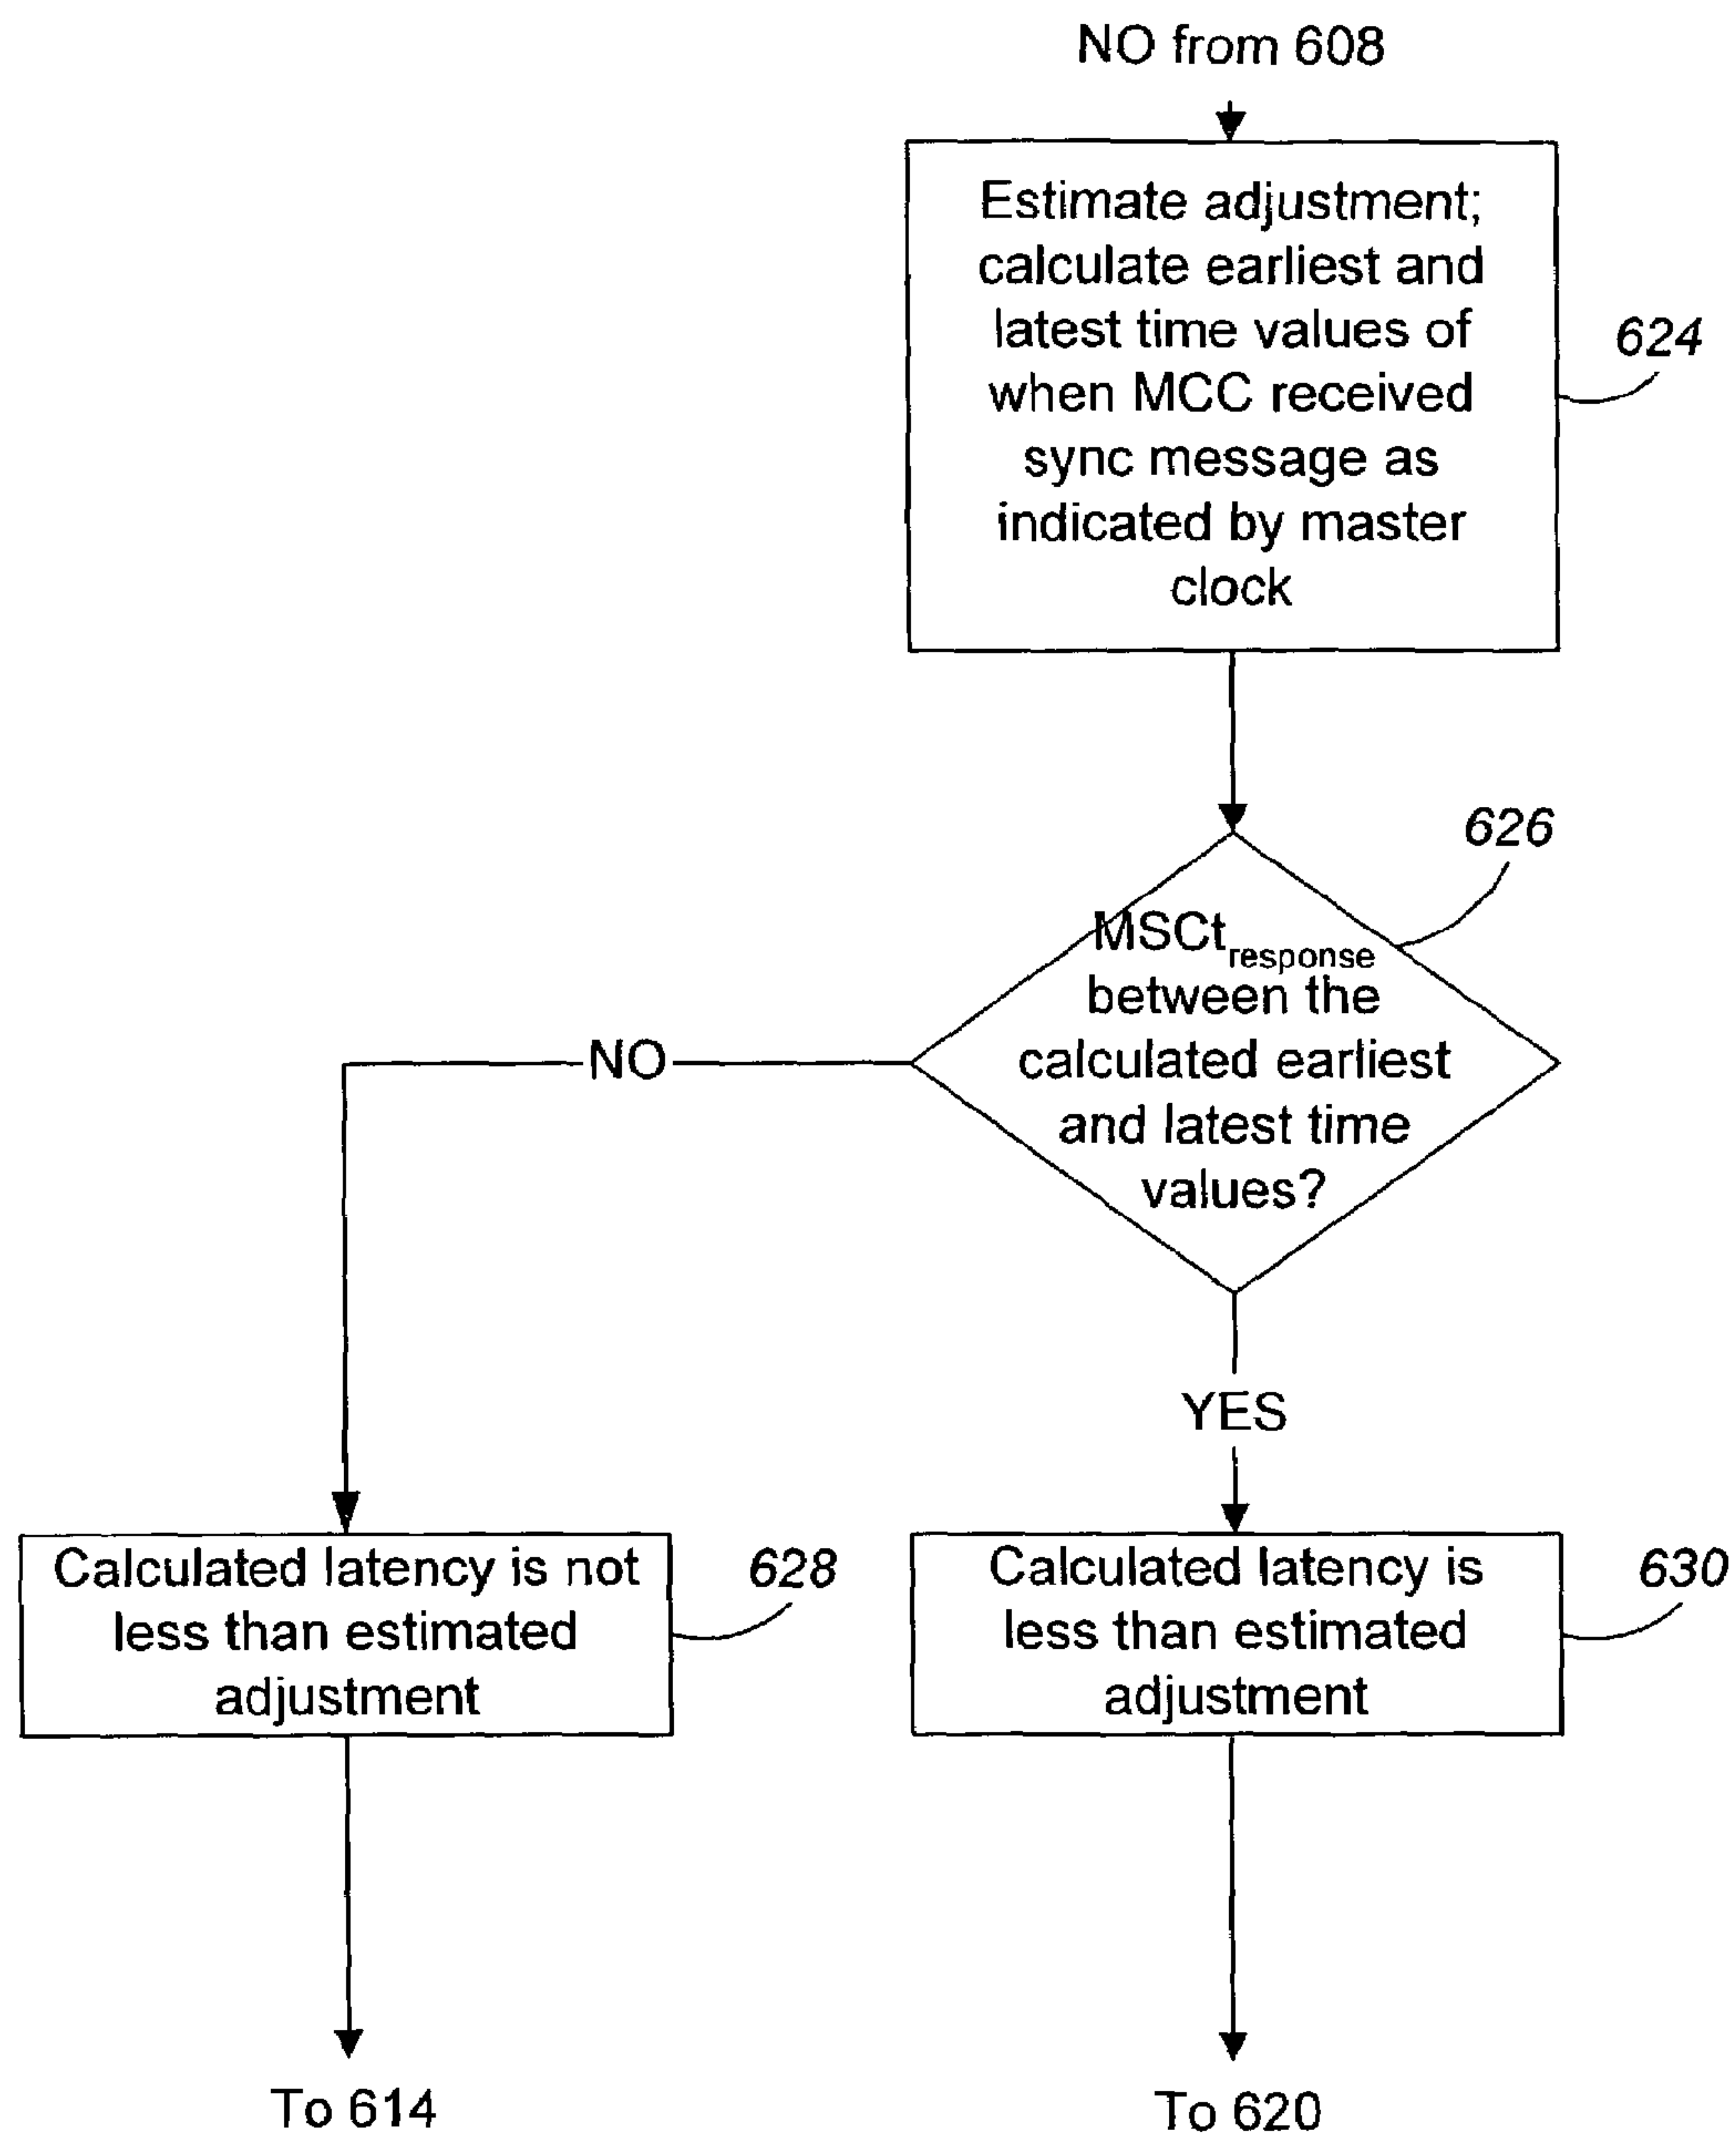 NO from 608
Estimate adjustment;
calculate earliest and
latest time values of
when MCC received
sync message as
indicated by master
clock
624
626
MSCtresponse
between the
calculated earliest
and latest time
values?
NO
YES
Calculated latency is not
less than estimated
adjustment
628
Calculated latency is
less than estimated
adjustment
630
To 614
To 620